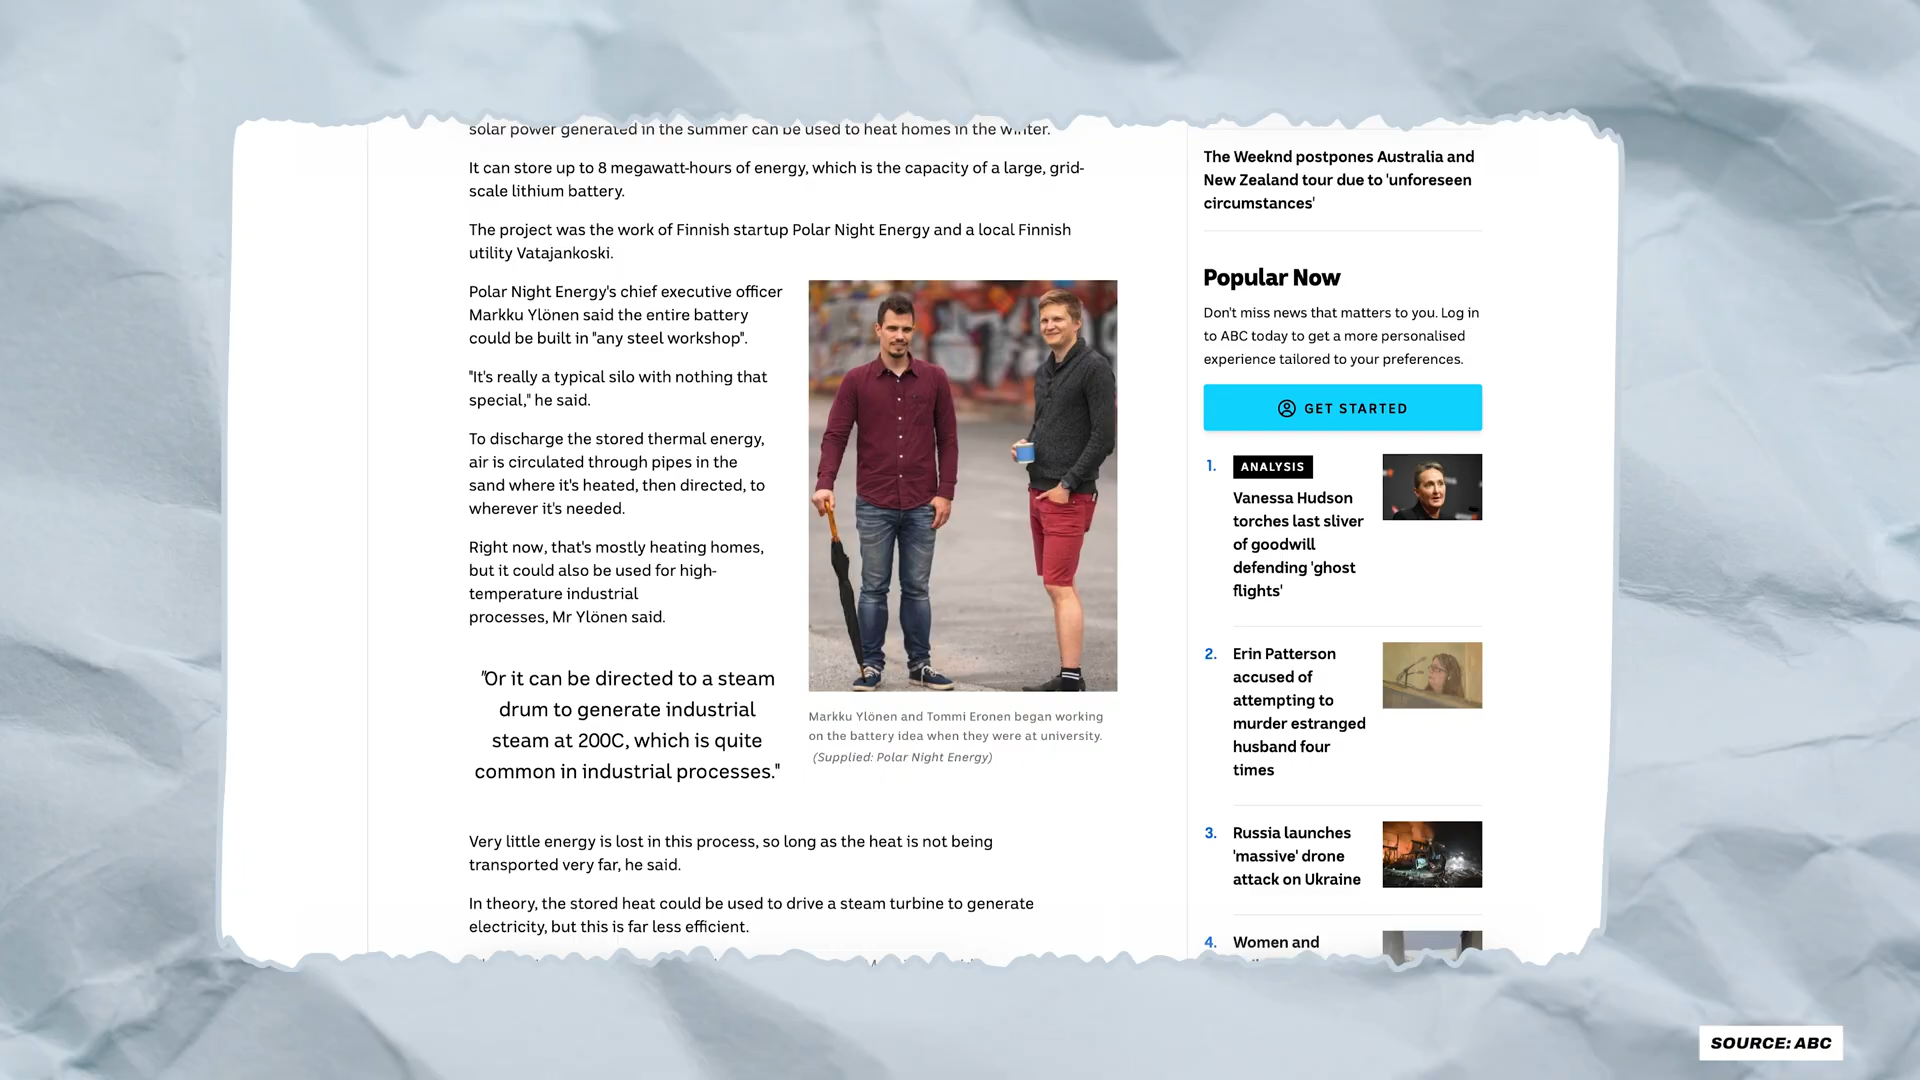 solar power generated in the summer can be used to heat homes in the winter.
It can store up to 8 megawatt-hours of energy, which is the capacity of a large, grid-
scale lithium battery.
The project was the work of Finnish startup Polar Night Energy and a local Finnish
utility Vatajankoski.
Polar Night Energy's chief executive officer
Markku Ylönen said the entire battery
could be built in "any steel workshop".
"It's really a typical silo with nothing that
special," he said.
To discharge the stored thermal energy,
air is circulated through pipes in the
sand where it's heated, then directed, to
wherever it's needed.
Right now, that's mostly heating homes,
but it could also be used for high-
temperature industrial
processes, Mr Ylönen said.
"Or it can be directed to a steam
drum to generate industrial
steam at 200C, which is quite
common in industrial processes."
Markku Ylönen and Tommi Eronen began working
on the battery idea when they were at university.
(Supplied: Polar Night Energy)
Very little energy is lost in this process, so long as the heat is not being
transported very far, he said.
In theory, the stored heat could be used to drive a steam turbine to generate
electricity, but this is far less efficient.
The Weeknd postpones Australia and
New Zealand tour due to 'unforeseen
circumstances'
Popular Now
Don't miss news that matters to you. Log in
to ABC today to get a more personalised
experience tailored to your preferences.
GET STARTED
1. ANALYSIS
Vanessa Hudson
torches last sliver
of goodwill
defending 'ghost
flights'
2. Erin Patterson
accused of
attempting to
murder estranged
husband four
times
3. Russia launches
'massive' drone
attack on Ukraine
4. Women and
SOURCE: ABC